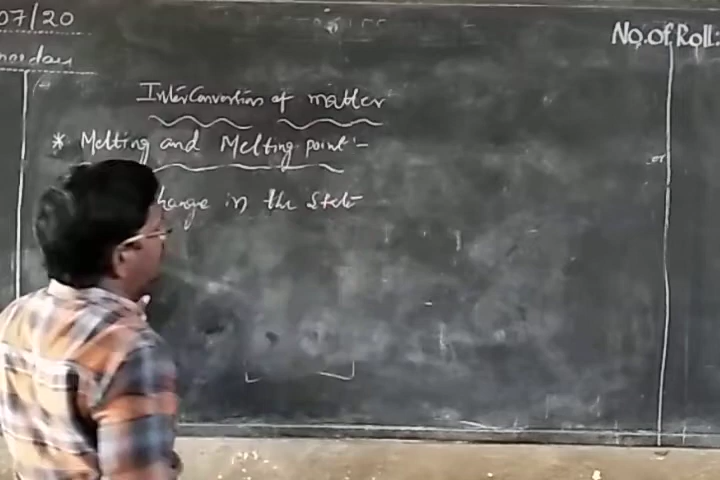 07/20
No.of Roll:
InterConvertion of matter
* Melting and Melting point :-
hange in the State